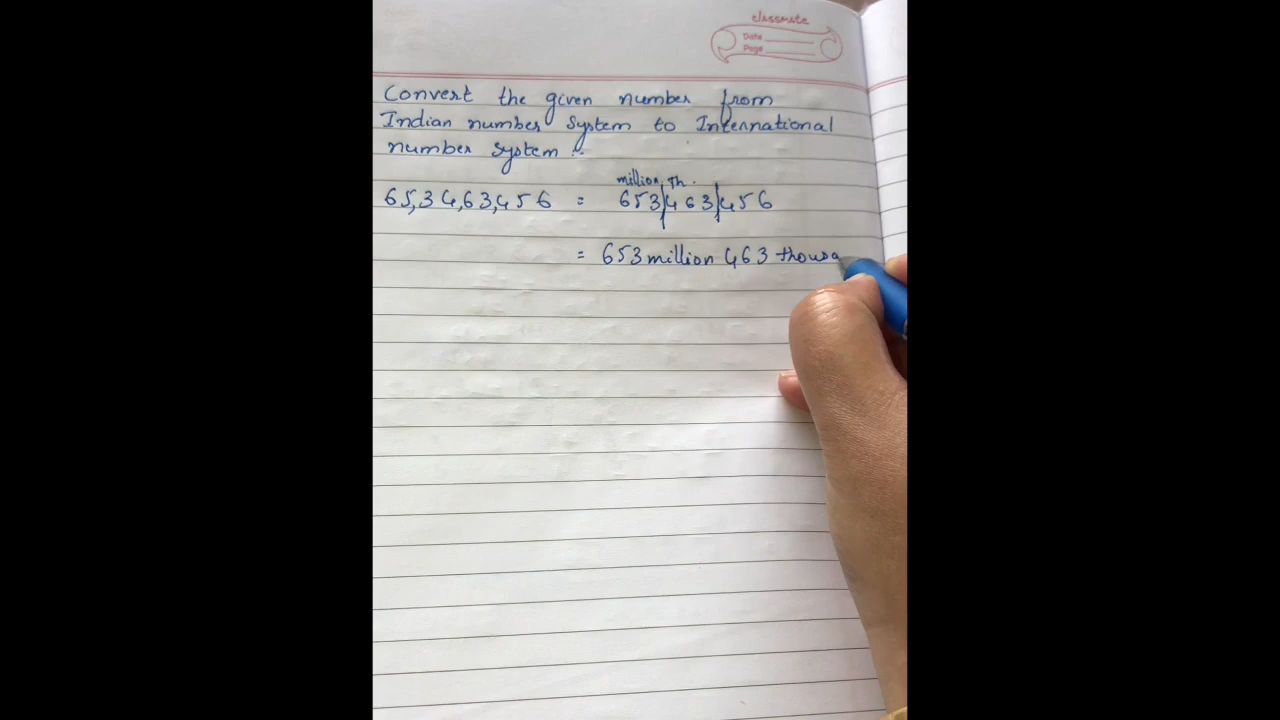 classmate
Date
Page
Convert the given number from
Indian number system to International
number system :-
million Th.
65,34,63,456 = 653|463|456
= 653 million 463 thousa